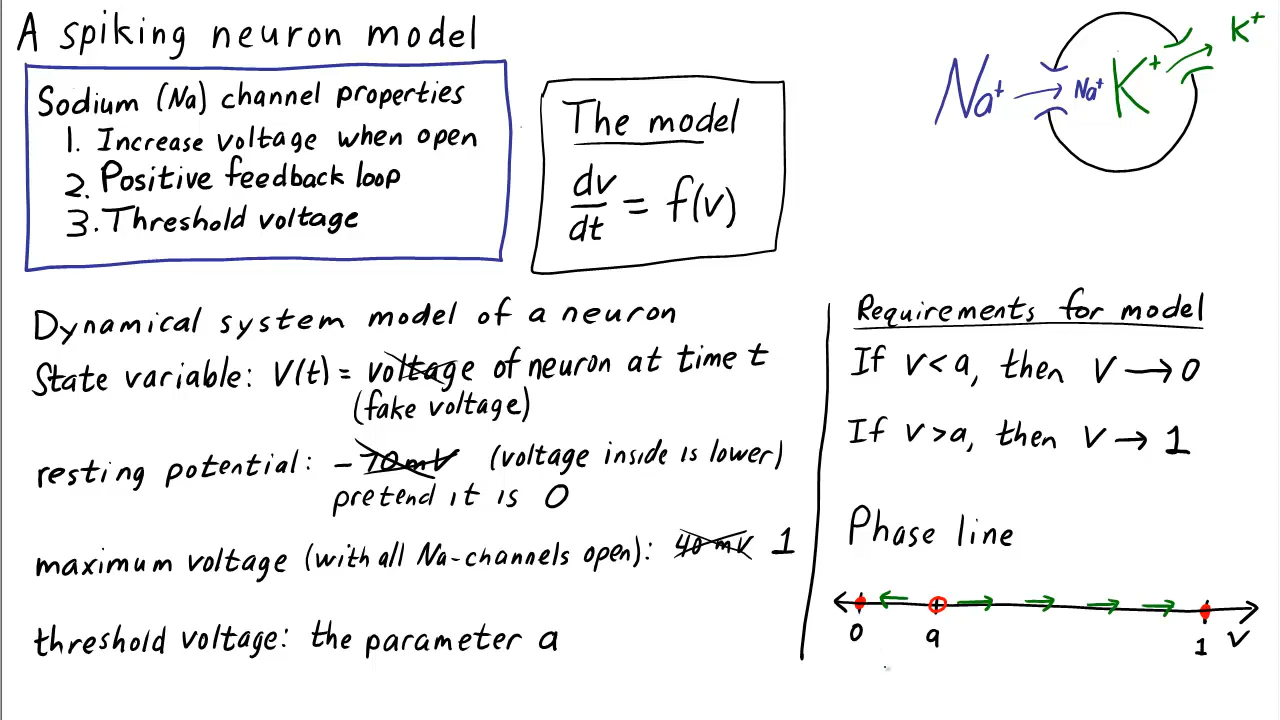 A spiking neuron model
Sodium (Na) channel properties
1. Increase voltage when open
2. Positive feedback loop
3. Threshold voltage
The model
dv/dt = f(v)
Na+ → Na+ K+ → K+
Dynamical system model of a neuron
State variable: V(t) = voltage of neuron at time t
(fake voltage)
resting potential: -70mV (voltage inside is lower)
pretend it is 0
maximum voltage (with all Na-channels open): 40 mV 1
threshold voltage: the parameter a
Requirements for model
If v < a, then V → 0
If v > a, then V → 1
Phase line
0 a 1 V